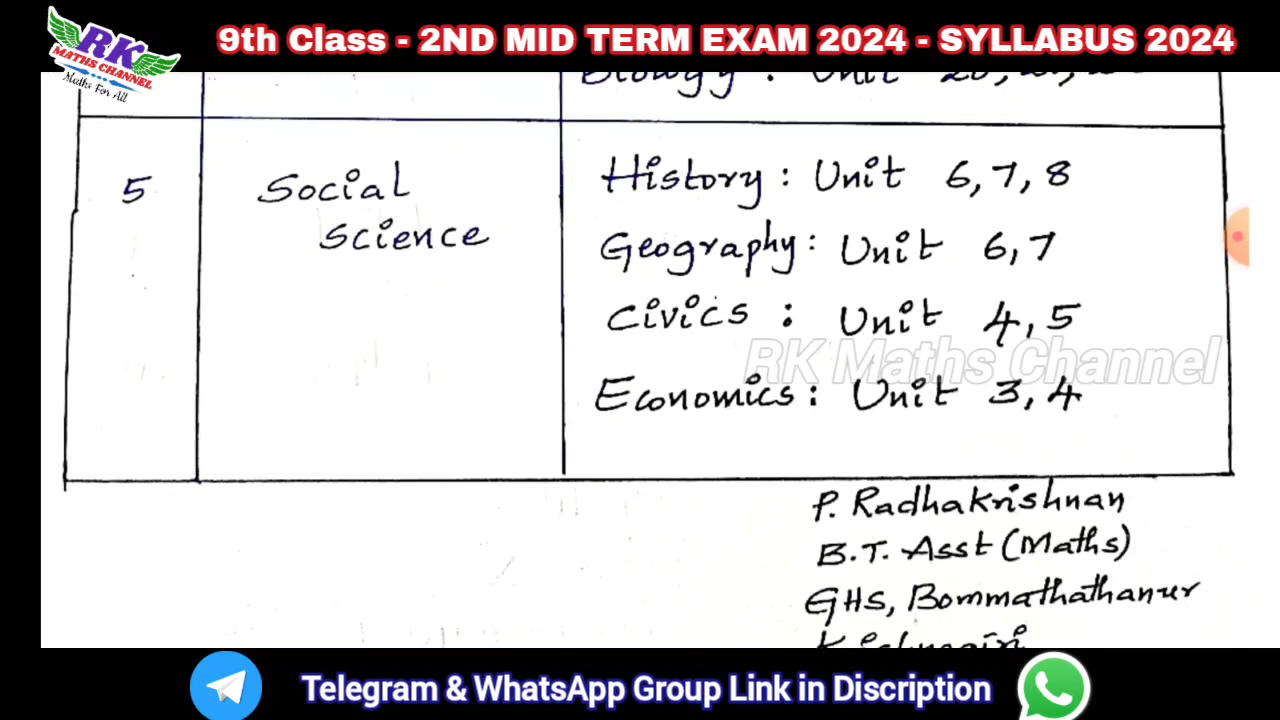 RK
MATHS CHANNEL
Maths For All
9th Class - 2ND MID TERM EXAM 2024 - SYLLABUS 2024
Biology : Unit
5
Social
Science
History : Unit 6, 7, 8
Geography : Unit 6, 7
Civics : Unit 4, 5
Economics : Unit 3, 4
RK Maths Channel
P. Radhakrishnan
B.T. Asst (Maths)
GHS, Bommathathanur
Telegram & WhatsApp Group Link in Discription